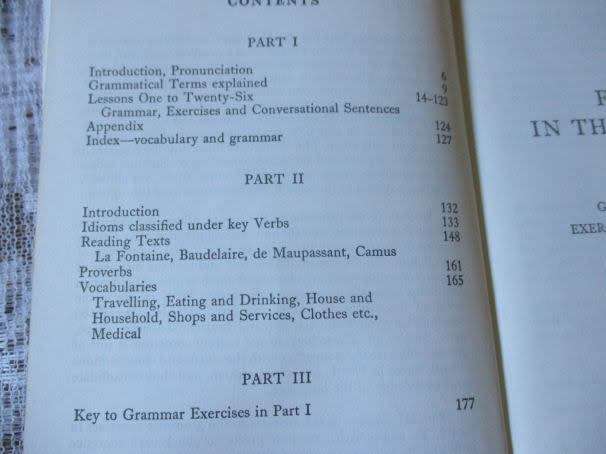 CONTENTS
PART I
Introduction, Pronunciation 6
Grammatical Terms explained 9
Lessons One to Twenty-Six 14–123
Grammar, Exercises and Conversational Sentences
Appendix 124
Index—vocabulary and grammar 127
PART II
Introduction 132
Idioms classified under key Verbs 133
Reading Texts 148
La Fontaine, Baudelaire, de Maupassant, Camus
Proverbs 161
Vocabularies 165
Travelling, Eating and Drinking, House and
Household, Shops and Services, Clothes etc.,
Medical
PART III
Key to Grammar Exercises in Part I 177
IN TH